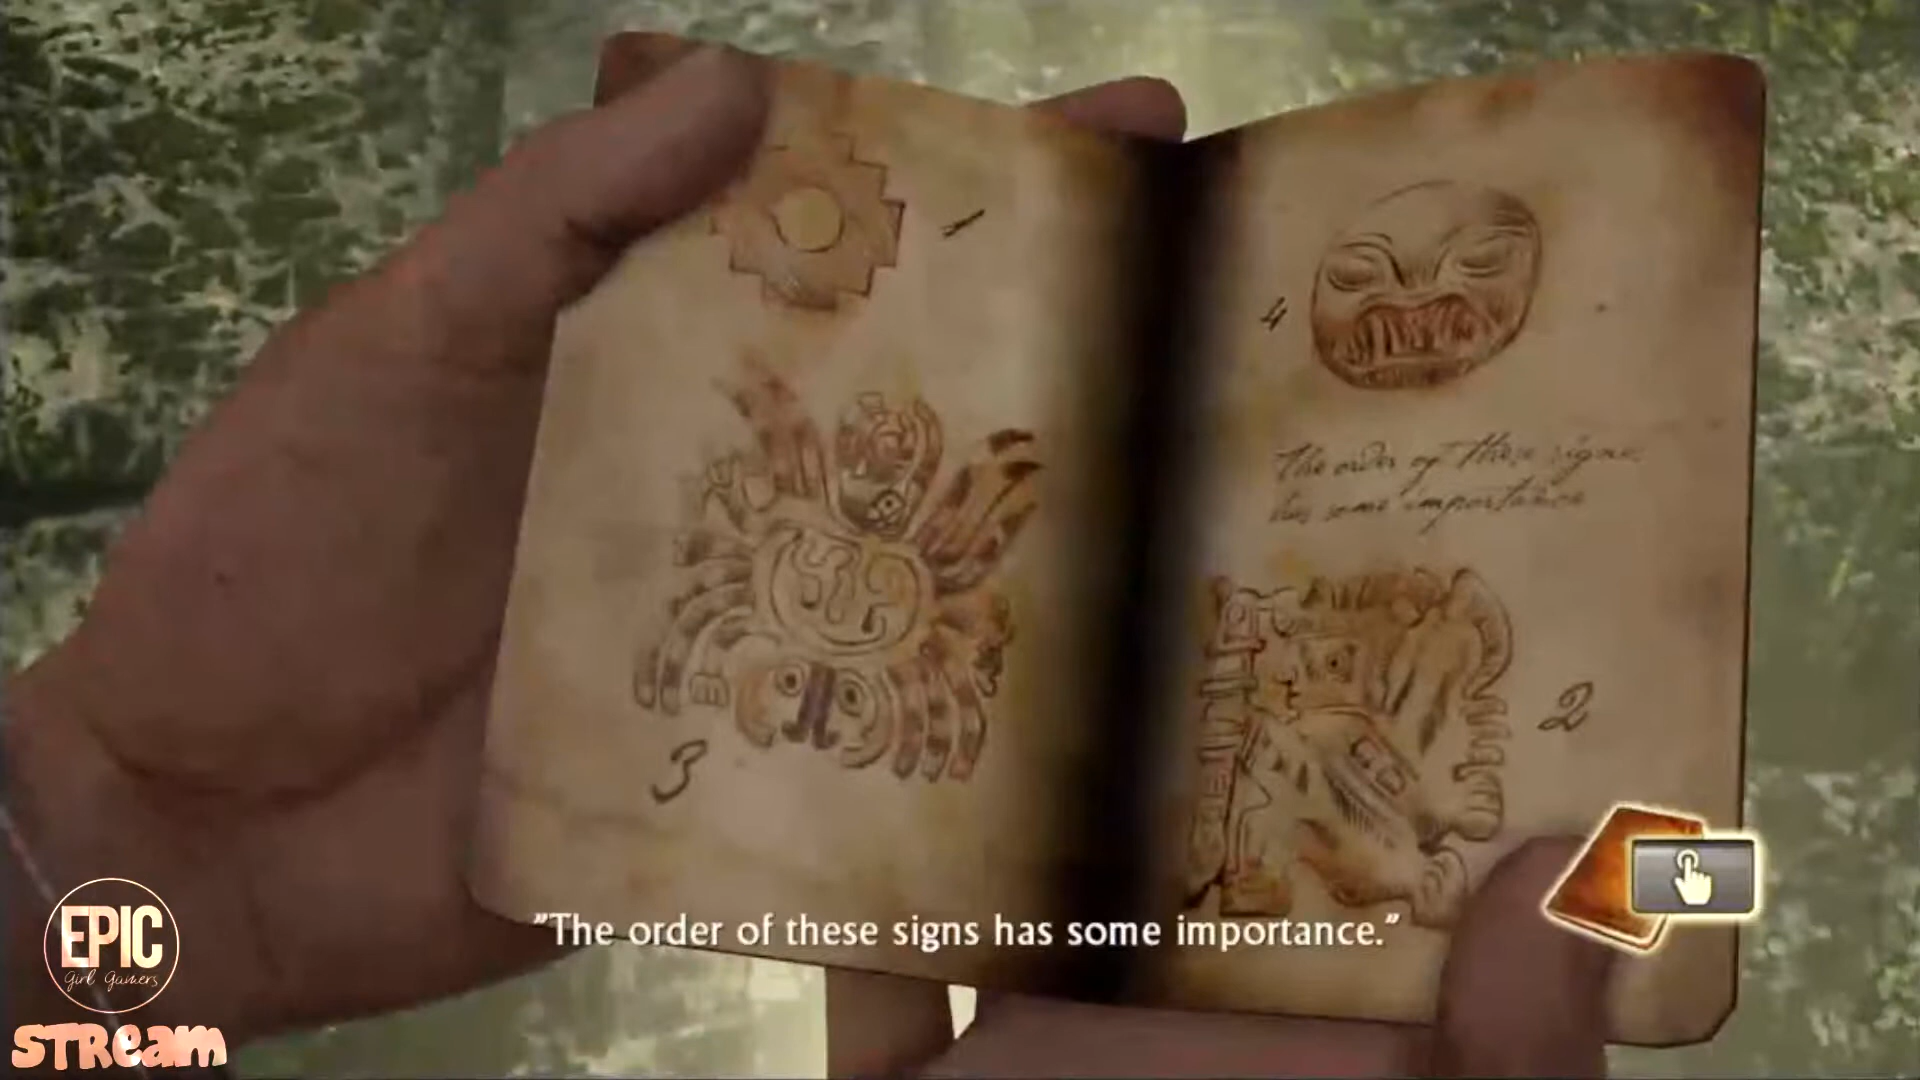 1
4
The order of these signs
has some importance
3
2
"The order of these signs has some importance."
EPIC
Girl Gamers
STReam